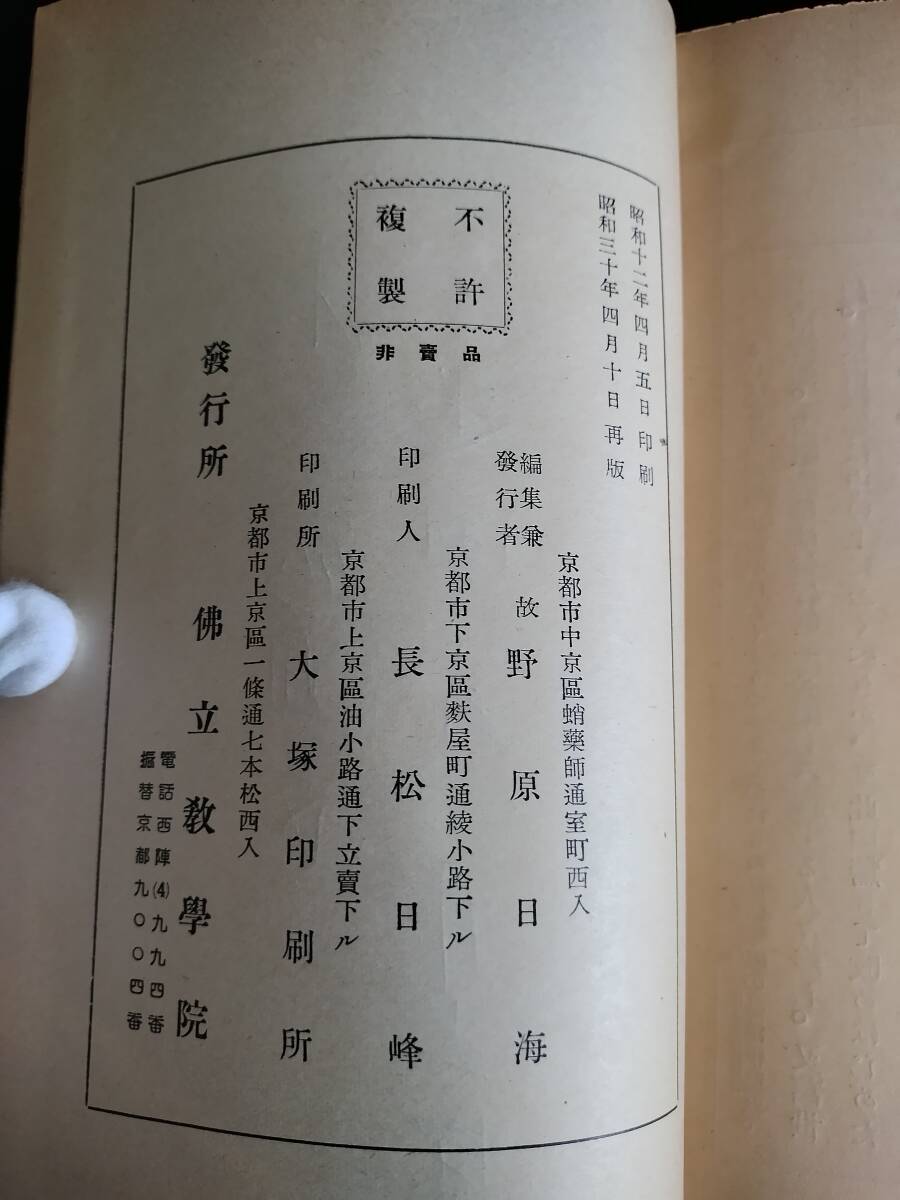 昭和十二年四月五日印刷
昭和三十年四月十日再版
不許
複製
非賣品
京都市中京區蛸藥師通室町西入
編集兼
發行者
故野原日海
京都市下京區麩屋町通綾小路下ル
印刷人 長松日峰
京都市上京區油小路通下立賣下ル
印刷所 大塚印刷所
京都市上京區一條通七本松西入
發行所 佛立敎學院
電話西陣(4)九九四番
振替京都九〇〇四番